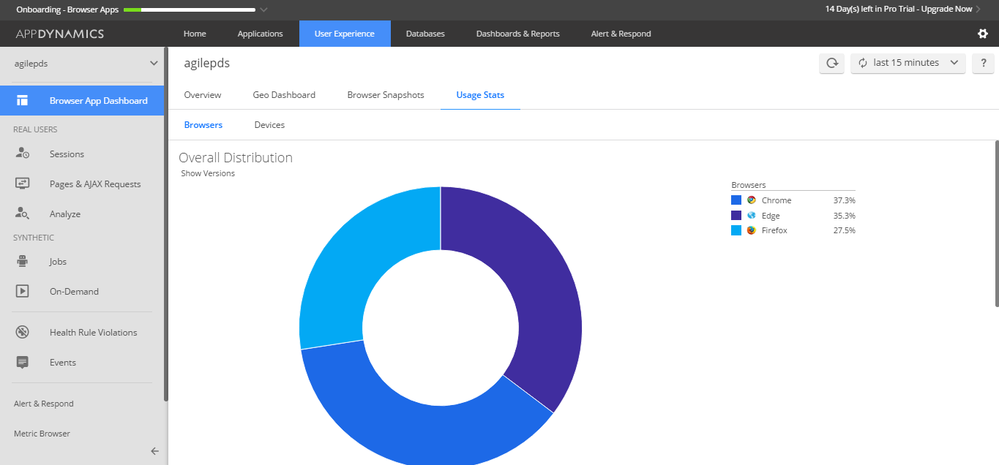 Onboarding - Browser Apps
14 Day(s) left in Pro Trial - Upgrade Now
APPDYNAMICS
Home Applications User Experience Databases Dashboards & Reports Alert & Respond
agilepds
Browser App Dashboard
REAL USERS
Sessions
Pages & AJAX Requests
Analyze
SYNTHETIC
Jobs
On-Demand
Health Rule Violations
Events
Alert & Respond
Metric Browser
agilepds
last 15 minutes
?
Overview Geo Dashboard Browser Snapshots Usage Stats
Browsers Devices
Overall Distribution
Show Versions
Browsers
Chrome 37.3%
Edge 35.3%
Firefox 27.5%